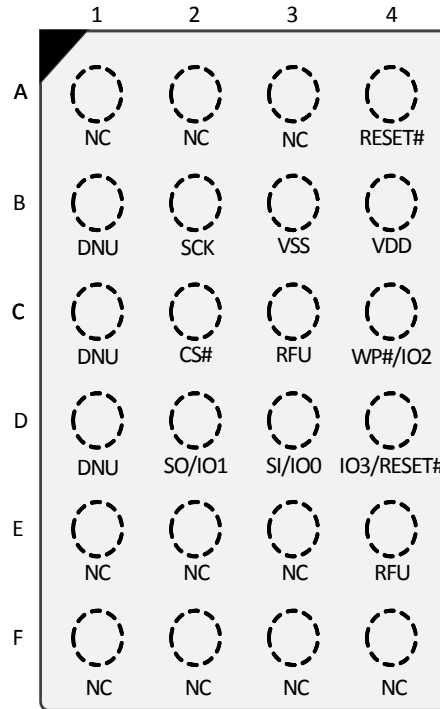 1 2 3 4
A
NC NC NC RESET#
B
DNU SCK VSS VDD
C
DNU CS# RFU WP#/IO2
D
DNU SO/IO1 SI/IO0 IO3/RESET#
E
NC NC NC RFU
F
NC NC NC NC